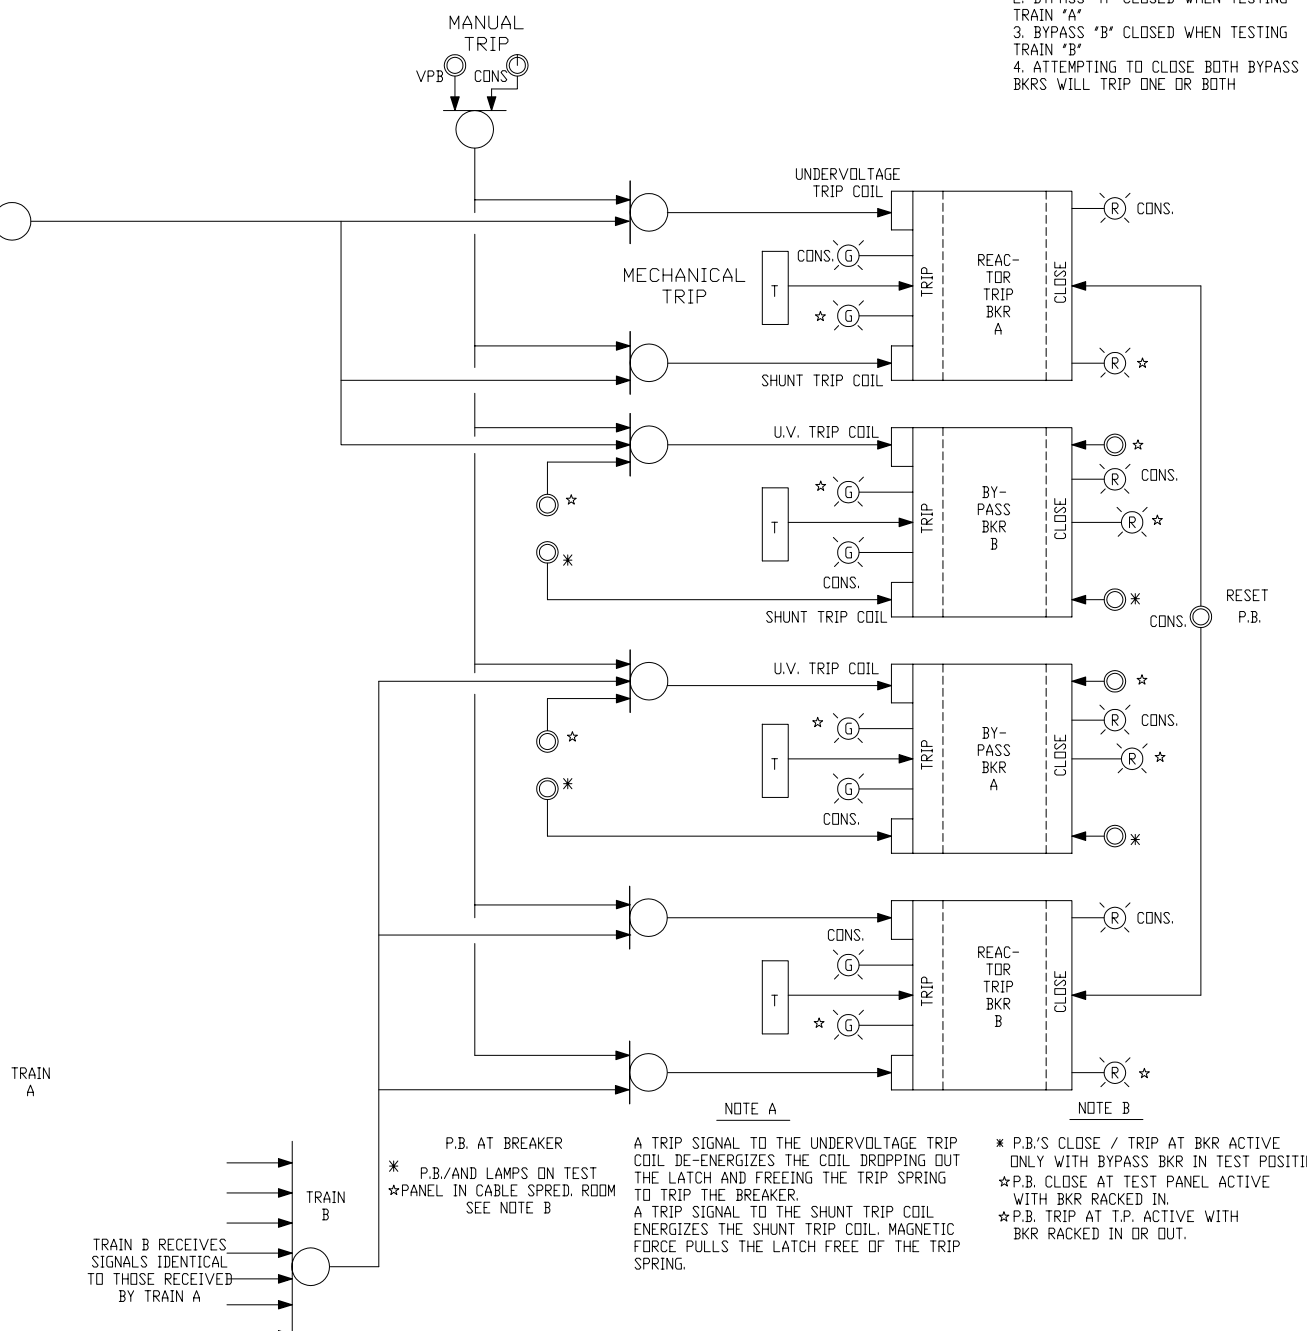 2. BYPASS "A" CLOSED WHEN TESTING
TRAIN "A"
3. BYPASS "B" CLOSED WHEN TESTING
TRAIN "B"
4. ATTEMPTING TO CLOSE BOTH BYPASS
BKRS WILL TRIP ONE OR BOTH
MANUAL
TRIP
VPB
CONS
UNDERVOLTAGE
TRIP COIL
CONS.
G
MECHANICAL
TRIP
T
☆ G
SHUNT TRIP COIL
TRIP
REAC-
TOR
TRIP
BKR
A
CLOSE
R CONS.
R ☆
U.V. TRIP COIL
☆
☆ G
T
✳
G
CONS.
SHUNT TRIP COIL
TRIP
BY-
PASS
BKR
B
CLOSE
☆
R CONS.
R ☆
✳
CONS.
RESET
P.B.
U.V. TRIP COIL
☆
☆ G
T
✳
G
CONS.
TRIP
BY-
PASS
BKR
A
CLOSE
☆
R CONS.
R ☆
✳
CONS.
G
T
☆ G
TRIP
REAC-
TOR
TRIP
BKR
B
CLOSE
R CONS.
R ☆
TRAIN
A
TRAIN
B
TRAIN B RECEIVES
SIGNALS IDENTICAL
TO THOSE RECEIVED
BY TRAIN A
P.B. AT BREAKER
✳ P.B./AND LAMPS ON TEST
☆PANEL IN CABLE SPRED. ROOM
SEE NOTE B
NOTE A
A TRIP SIGNAL TO THE UNDERVOLTAGE TRIP
COIL DE-ENERGIZES THE COIL DROPPING OUT
THE LATCH AND FREEING THE TRIP SPRING
TO TRIP THE BREAKER.
A TRIP SIGNAL TO THE SHUNT TRIP COIL
ENERGIZES THE SHUNT TRIP COIL. MAGNETIC
FORCE PULLS THE LATCH FREE OF THE TRIP
SPRING.
NOTE B
✳ P.B.'S CLOSE / TRIP AT BKR ACTIVE
ONLY WITH BYPASS BKR IN TEST POSITI
☆P.B. CLOSE AT TEST PANEL ACTIVE
WITH BKR RACKED IN.
☆P.B. TRIP AT T.P. ACTIVE WITH
BKR RACKED IN OR OUT.